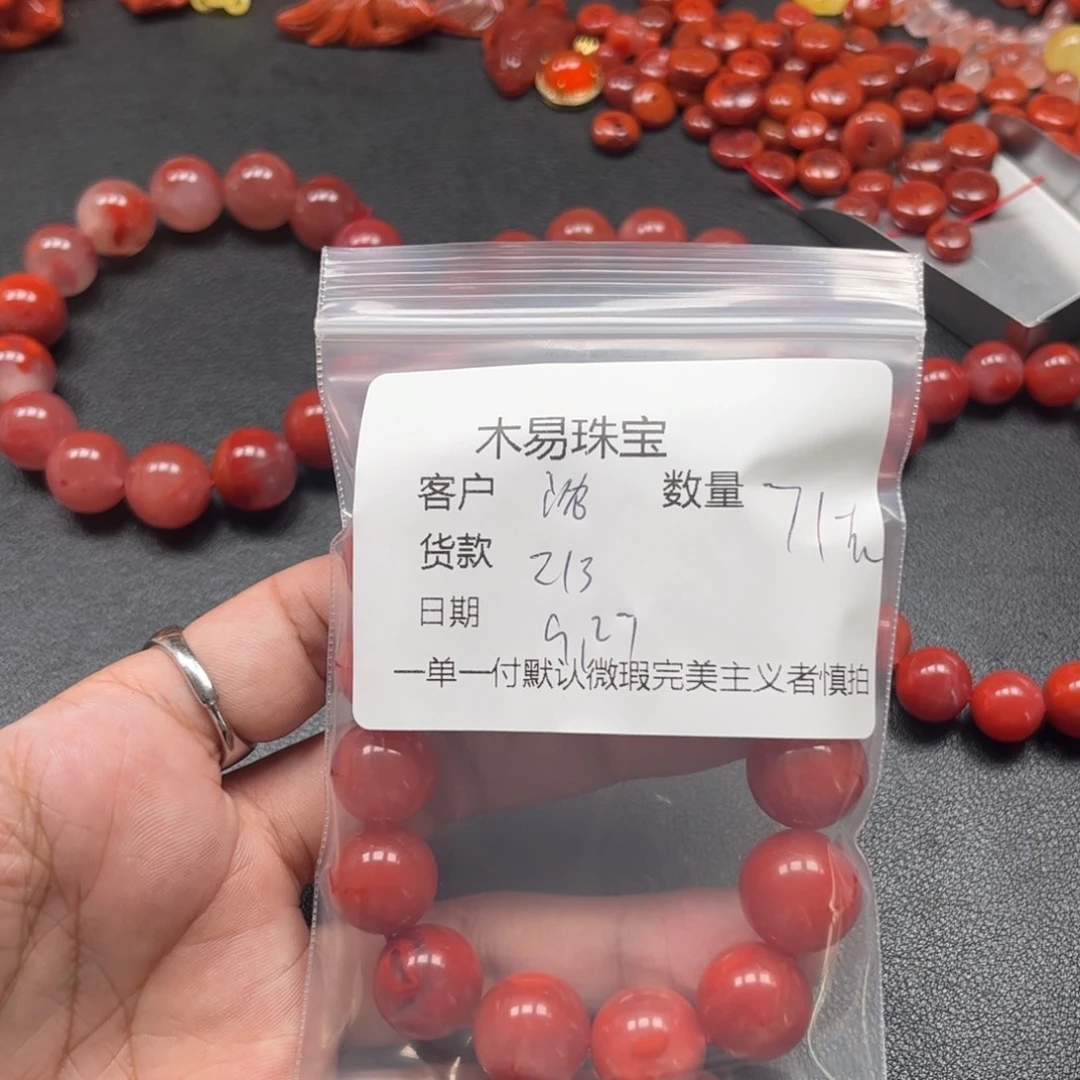 木易珠宝
客户 数量 71元
货款 213
日期 9.27
一单一付默认微瑕完美主义者慎拍